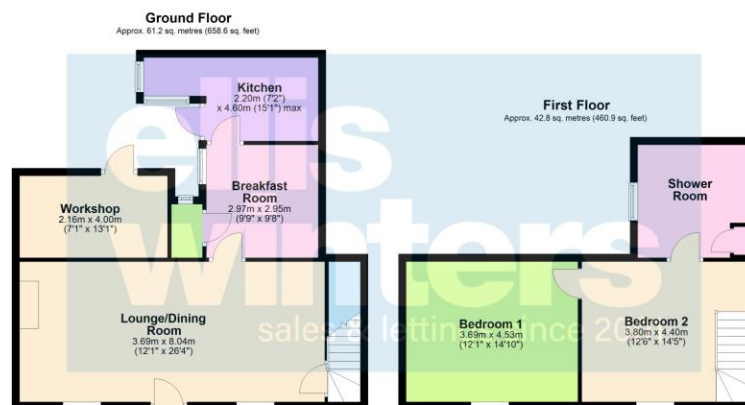 Ground Floor
Approx. 61.2 sq. metres (658.6 sq. feet)
Kitchen
2.20m (7'2")
x 4.60m (15'1") max
First Floor
Approx. 42.8 sq. metres (460.9 sq. feet)
ellis
Workshop
2.16m x 4.00m
(7'1" x 13'1")
Breakfast
Room
2.97m x 2.95m
(9'9" x 9'8")
Shower
Room
winters
Lounge/Dining
Room
3.69m x 8.04m
(12'1" x 26'4")
Bedroom 1
3.69m x 4.53m
(12'1" x 14'10")
Bedroom 2
3.80m x 4.40m
(12'6" x 14'5")
sales & lettings since